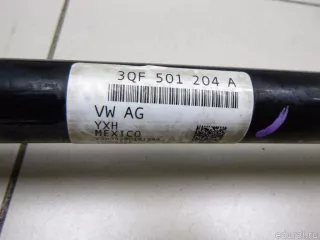 3QF 501 204 A
VW AG
YXH
MEXICO